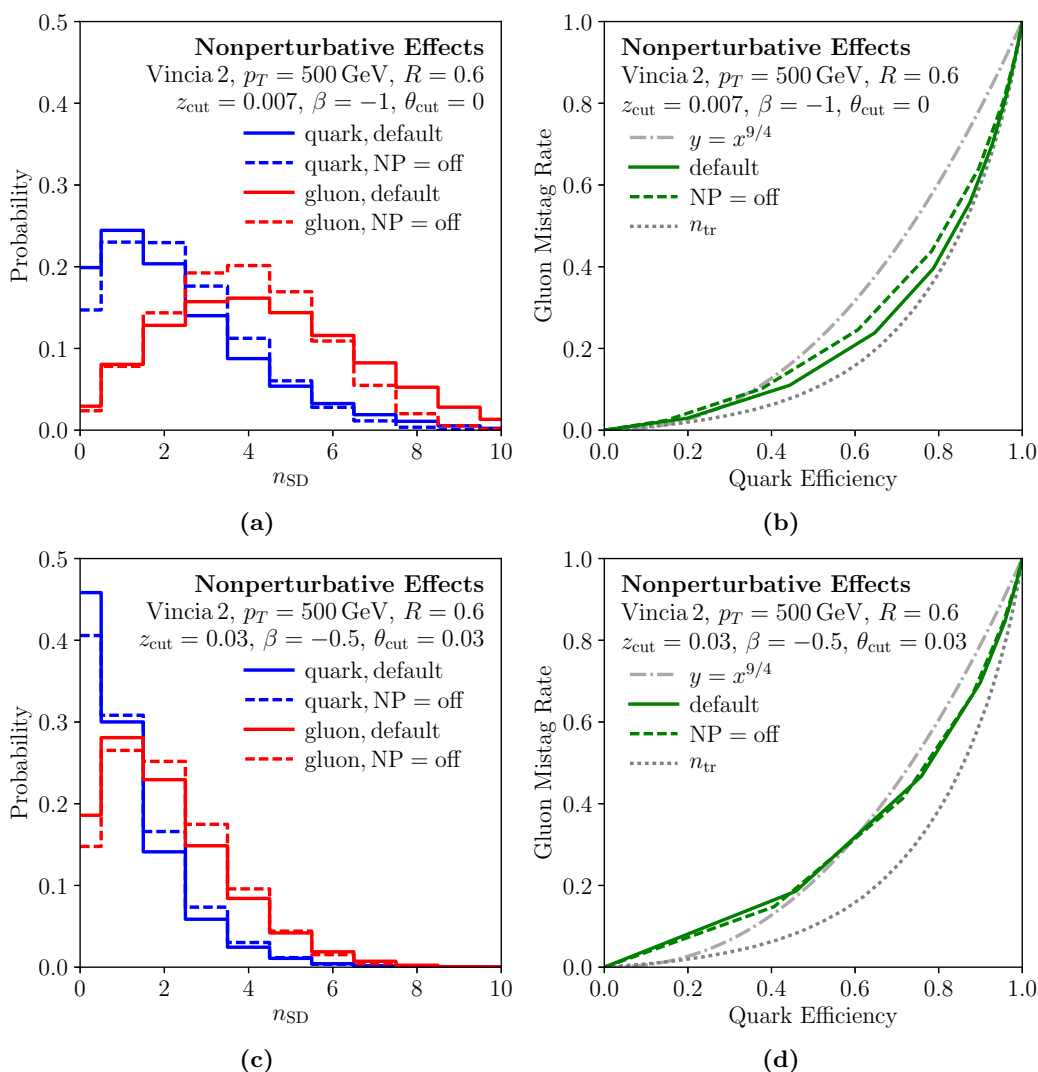 Nonperturbative Effects
Vincia 2, p_T = 500 GeV, R = 0.6
z_cut = 0.007, β = −1, θ_cut = 0
quark, default
quark, NP = off
gluon, default
gluon, NP = off
Probability
0.5
0.4
0.3
0.2
0.1
0.0
0 2 4 6 8 10
n_SD
(a)
Nonperturbative Effects
Vincia 2, p_T = 500 GeV, R = 0.6
z_cut = 0.007, β = −1, θ_cut = 0
y = x^{9/4}
default
NP = off
n_tr
Gluon Mistag Rate
1.0
0.8
0.6
0.4
0.2
0.0
0.0 0.2 0.4 0.6 0.8 1.0
Quark Efficiency
(b)
Nonperturbative Effects
Vincia 2, p_T = 500 GeV, R = 0.6
z_cut = 0.03, β = −0.5, θ_cut = 0.03
quark, default
quark, NP = off
gluon, default
gluon, NP = off
Probability
0.5
0.4
0.3
0.2
0.1
0.0
0 2 4 6 8 10
n_SD
(c)
Nonperturbative Effects
Vincia 2, p_T = 500 GeV, R = 0.6
z_cut = 0.03, β = −0.5, θ_cut = 0.03
y = x^{9/4}
default
NP = off
n_tr
Gluon Mistag Rate
1.0
0.8
0.6
0.4
0.2
0.0
0.0 0.2 0.4 0.6 0.8 1.0
Quark Efficiency
(d)